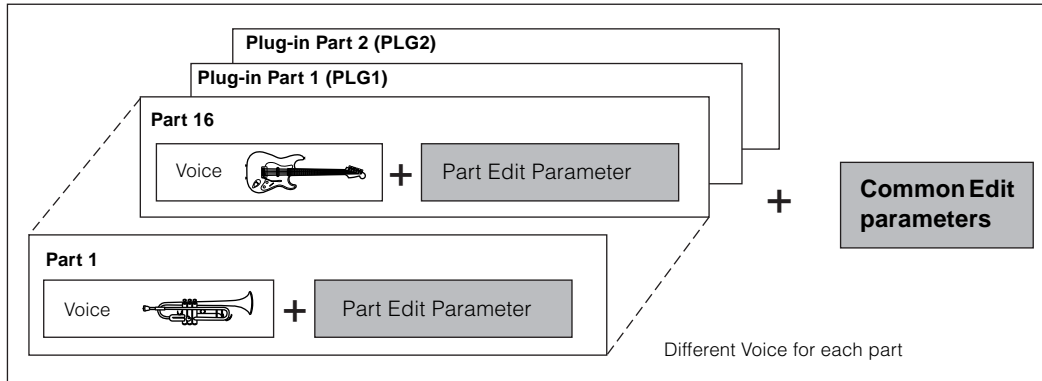 Plug-in Part 2 (PLG2)
Plug-in Part 1 (PLG1)
Part 16
Voice
+
Part Edit Parameter
+
Common Edit
parameters
Part 1
Voice
+
Part Edit Parameter
Different Voice for each part